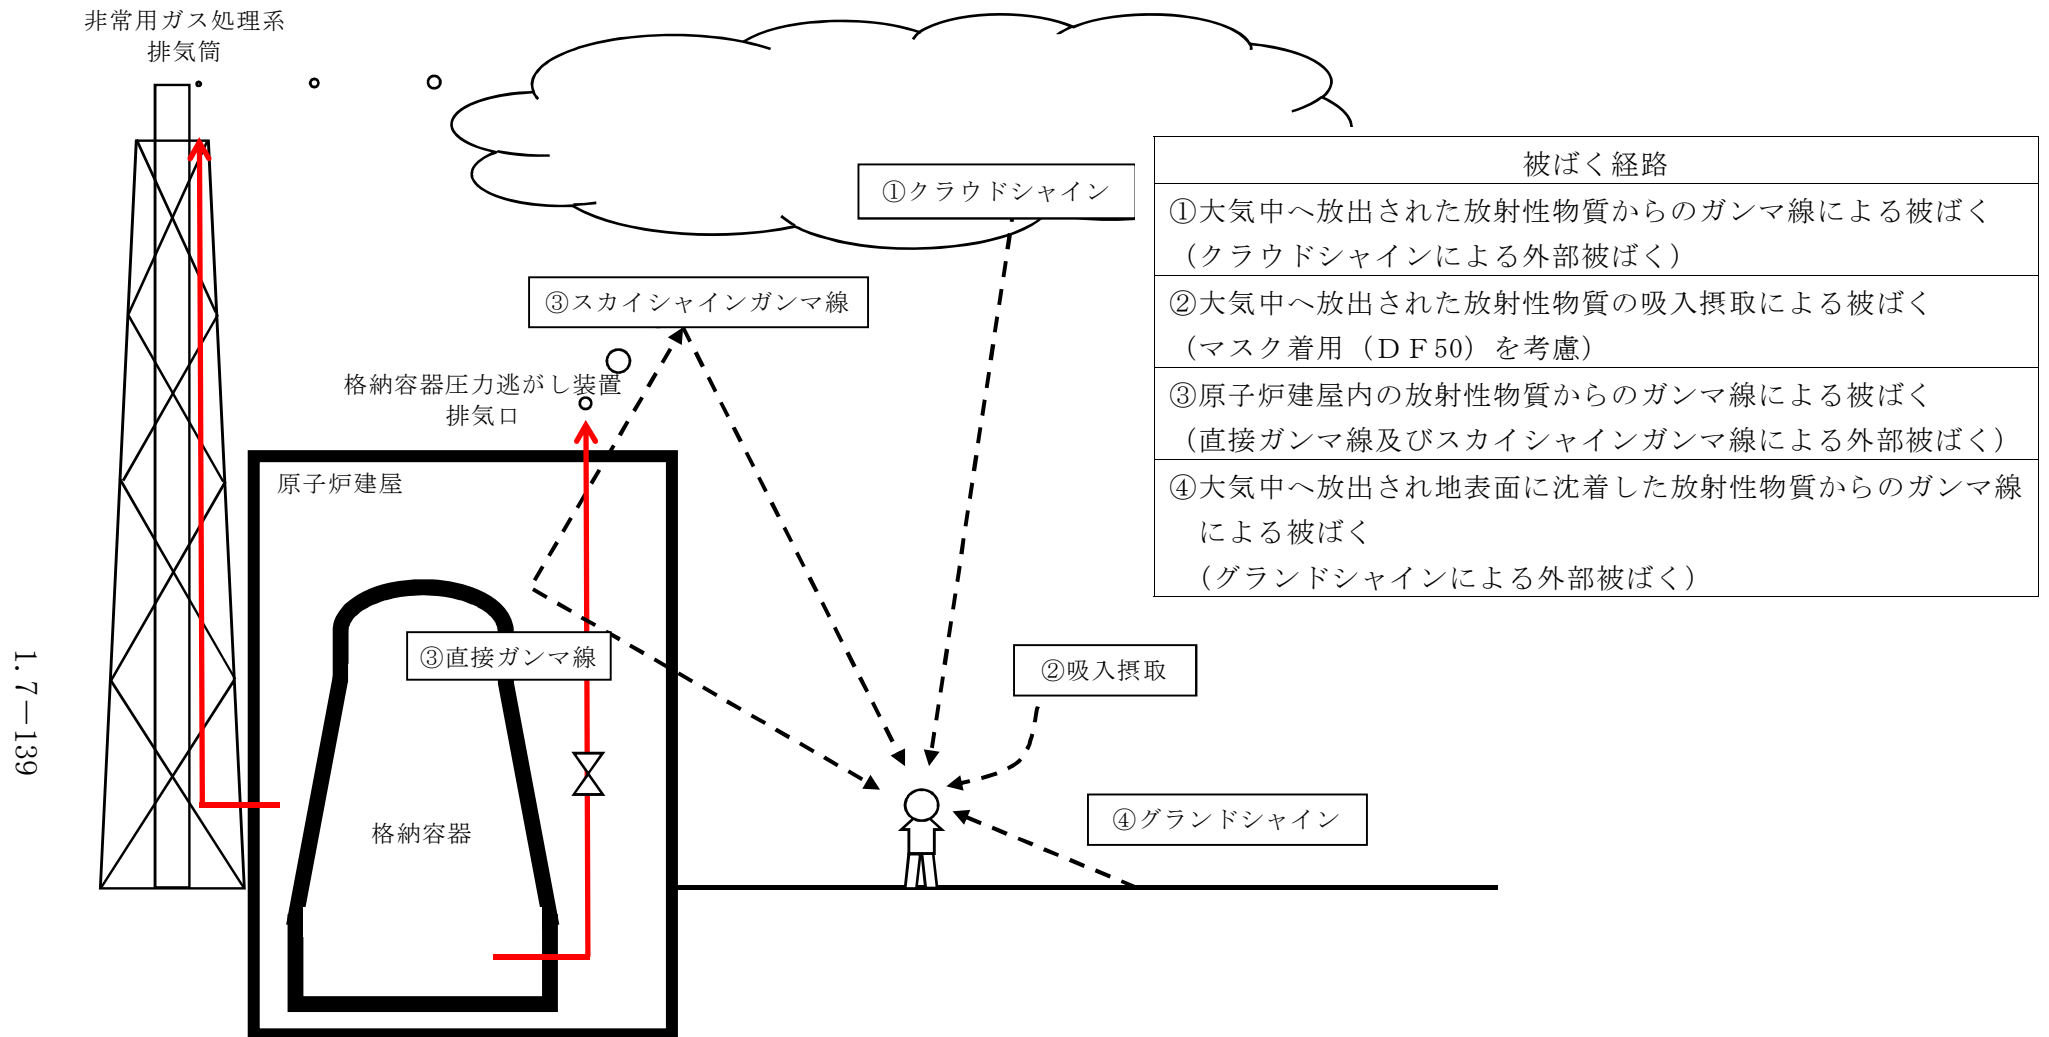 非常用ガス処理系
排気筒
①クラウドシャイン
③スカイシャインガンマ線
格納容器圧力逃がし装置
排気口
原子炉建屋
③直接ガンマ線
格納容器
②吸入摂取
④グランドシャイン
被ばく経路
①大気中へ放出された放射性物質からのガンマ線による被ばく
（クラウドシャインによる外部被ばく）
②大気中へ放出された放射性物質の吸入摂取による被ばく
（マスク着用（ＤＦ50）を考慮）
③原子炉建屋内の放射性物質からのガンマ線による被ばく
（直接ガンマ線及びスカイシャインガンマ線による外部被ばく）
④大気中へ放出され地表面に沈着した放射性物質からのガンマ線
による被ばく
（グランドシャインによる外部被ばく）
1.7－139